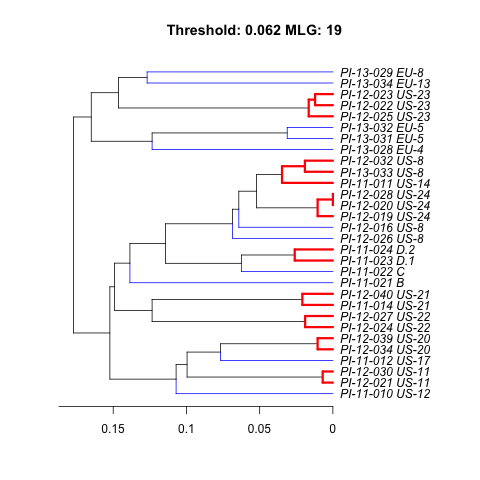 Threshold: 0.062 MLG: 19
PI-13-029 EU-8
PI-13-034 EU-13
PI-12-023 US-23
PI-12-022 US-23
PI-12-025 US-23
PI-13-032 EU-5
PI-13-031 EU-5
PI-13-028 EU-4
PI-12-032 US-8
PI-13-033 US-8
PI-11-011 US-14
PI-12-028 US-24
PI-12-020 US-24
PI-12-019 US-24
PI-12-016 US-8
PI-12-026 US-8
PI-11-024 D.2
PI-11-023 D.1
PI-11-022 C
PI-11-021 B
PI-12-040 US-21
PI-11-014 US-21
PI-12-027 US-22
PI-12-024 US-22
PI-12-039 US-20
PI-12-034 US-20
PI-11-012 US-17
PI-12-030 US-11
PI-12-021 US-11
PI-11-010 US-12
0.15 0.1 0.05 0